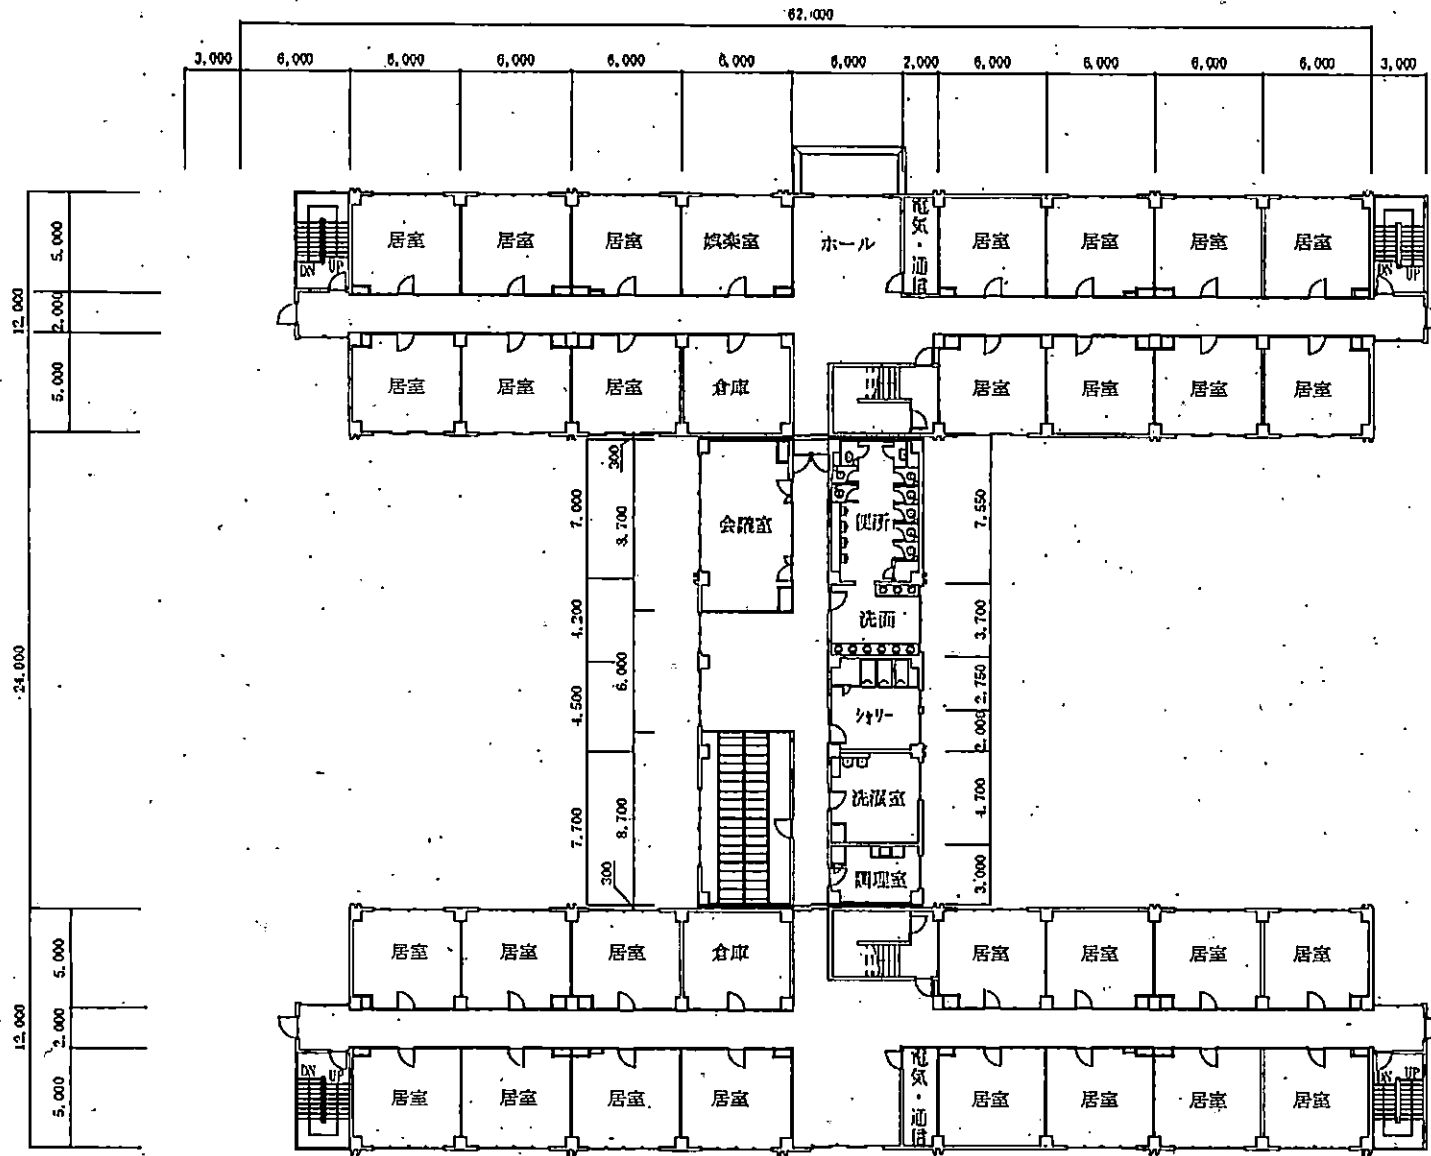 62,000
3,000 6,000 6,000 6,000 6,000 6,000 6,000 2,000 6,000 6,000 6,000 6,000 3,000
5,000
2,000
5,000
12,000
居室 居室 居室 娯楽室 ホール 電気・通信 居室 居室 居室 居室
DN UP
DN UP
居室 居室 居室 倉庫 居室 居室 居室 居室
24,000
300
7,000
3,700
4,200
6,000
4,500
7.700
8.700
300
会議室
便所
洗面
シャワー
洗濯室
調理室
7,550
3,700
2,750
2,000
4,700
3,000
居室 居室 居室 倉庫 居室 居室 居室 居室
5,000
2,000
5,000
12,000
DN UP
DN UP
居室 居室 居室 居室 電気・通信 居室 居室 居室 居室